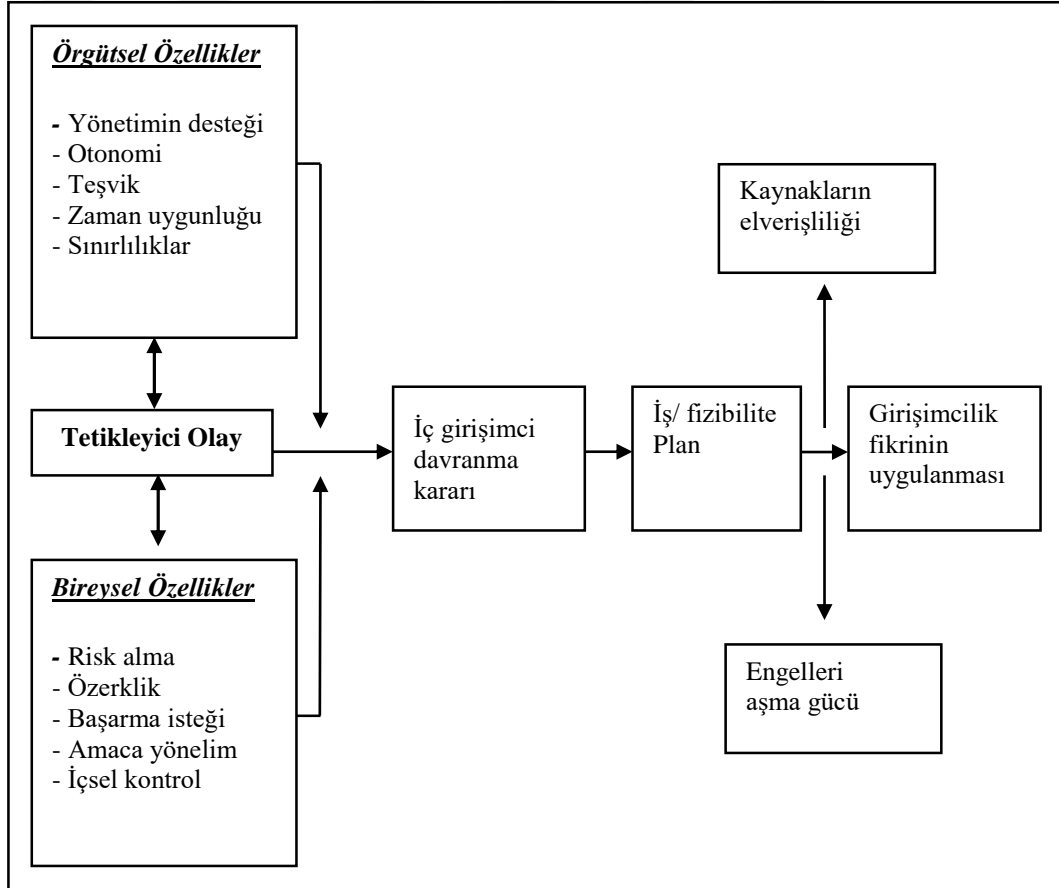 Örgütsel Özellikler
- Yönetimin desteği
- Otonomi
- Teşvik
- Zaman uygunluğu
- Sınırlılıklar
Tetikleyici Olay
Bireysel Özellikler
- Risk alma
- Özerklik
- Başarma isteği
- Amaca yönelim
- İçsel kontrol
İç girişimci
davranma
kararı
İş/ fizibilite
Plan
Kaynakların
elverişliliği
Girişimcilik
fikrinin
uygulanması
Engelleri
aşma gücü